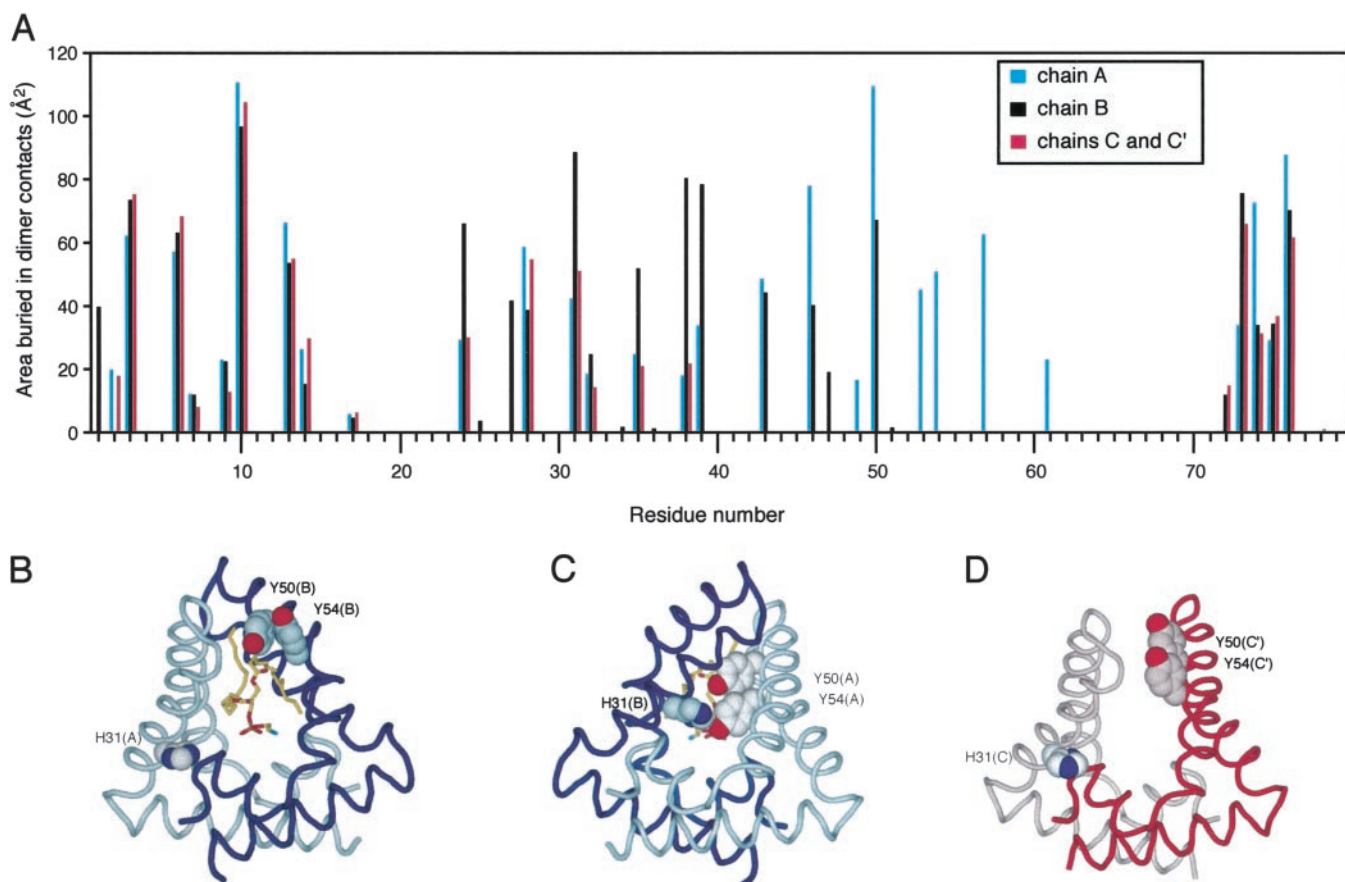 A
Area buried in dimer contacts (Å²)
120
100
80
60
40
20
0
chain A
chain B
chains C and C'
10 20 30 40 50 60 70
Residue number
B
Y50(B)
Y54(B)
H31(A)
C
H31(B)
Y50(A)
Y54(A)
D
Y50(C')
Y54(C')
H31(C)